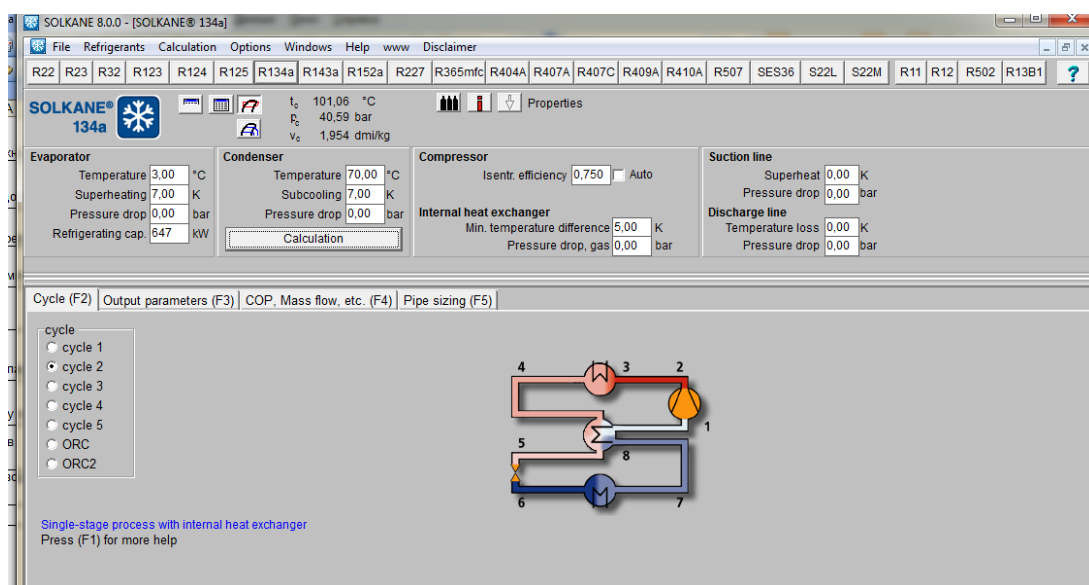 SOLKANE 8.0.0 - [SOLKANE® 134a]
File Refrigerants Calculation Options Windows Help www Disclaimer
R22 R23 R32 R123 R124 R125 R134a R143a R152a R227 R365mfc R404A R407A R407C R409A R410A R507 SES36 S22L S22M R11 R12 R502 R13B1 ?
SOLKANE®
134a
tc 101,06 °C
pc 40,59 bar
vc 1,954 dmi/kg
Properties
Evaporator
Temperature 3,00 °C
Superheating 7,00 K
Pressure drop 0,00 bar
Refrigerating cap. 647 kW
Condenser
Temperature 70,00 °C
Subcooling 7,00 K
Pressure drop 0,00 bar
Calculation
Compressor
Isentr. efficiency 0,750 Auto
Internal heat exchanger
Min. temperature difference 5,00 K
Pressure drop, gas 0,00 bar
Suction line
Superheat 0,00 K
Pressure drop 0,00 bar
Discharge line
Temperature loss 0,00 K
Pressure drop 0,00 bar
Cycle (F2) Output parameters (F3) COP, Mass flow, etc. (F4) Pipe sizing (F5)
cycle
cycle 1
cycle 2
cycle 3
cycle 4
cycle 5
ORC
ORC2
4 3 2
1
5
8
6 7
Single-stage process with internal heat exchanger
Press (F1) for more help